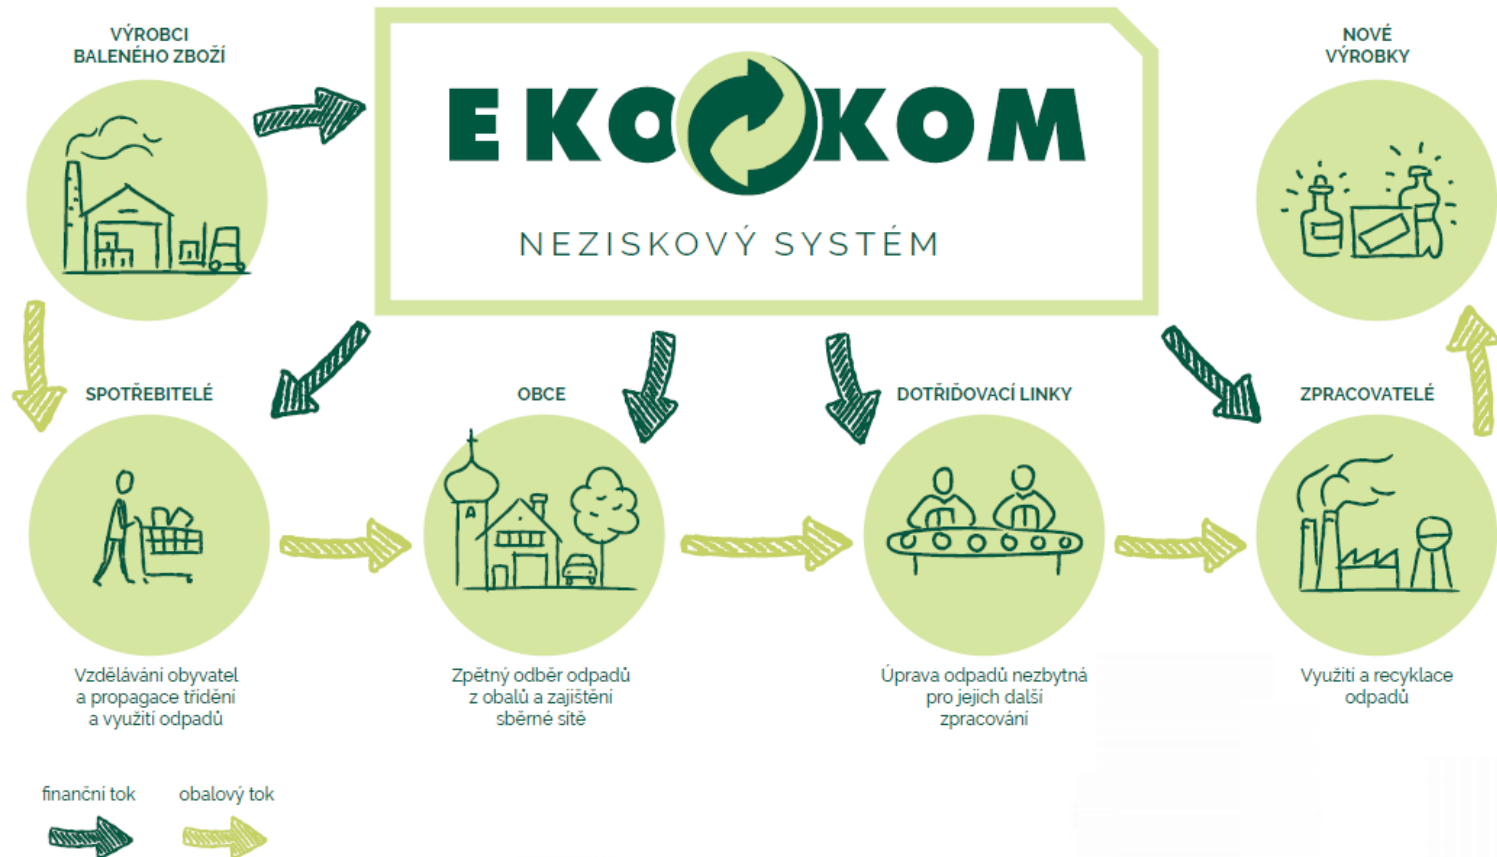 VÝROBCI
BALENÉHO ZBOŽÍ
EKO KOM
NEZISKOVÝ SYSTÉM
NOVÉ
VÝROBKY
SPOTŘEBITELÉ
OBCE
DOTŘIĎOVACÍ LINKY
ZPRACOVATELÉ
Vzdělávání obyvatel
a propagace třídění
a využití odpadů
Zpětný odběr odpadů
z obalů a zajištění
sběrné sítě
Úprava odpadů nezbytná
pro jejich další
zpracování
Využití a recyklace
odpadů
finanční tok
obalový tok